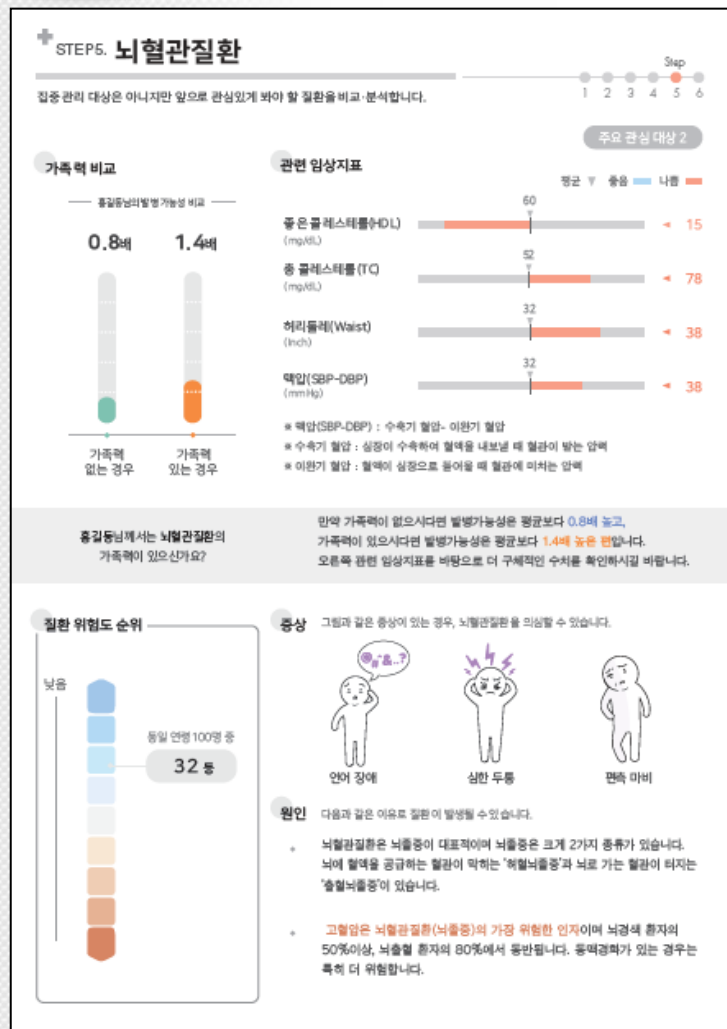 STEP5. 뇌혈관질환
Step
1 2 3 4 5 6
집중관리 대상은 아니지만 앞으로 관심있게 봐야 할 질환을 비교·분석합니다.
주요 관심 대상 2
가족력 비교
홍길동님의 발병 가능성 비교
0.8배 1.4배
가족력 없는 경우
가족력 있는 경우
관련 임상지표
평균 좋음 나쁨
60
좋은콜레스테롤(HDL)
(mg/dL)
15
52
총 콜레스테롤(TC)
(mg/dL)
78
32
허리둘레(Waist)
(Inch)
38
32
맥압(SBP-DBP)
(mmHg)
38
※ 맥압(SBP-DBP) : 수축기 혈압- 이완기 혈압
※ 수축기 혈압 : 심장이 수축하여 혈액을 내보낼 때 혈관이 받는 압력
※ 이완기 혈압 : 혈액이 심장으로 들어올 때 혈관에 미치는 압력
홍길동님께서는 뇌혈관질환의
가족력이 있으신가요?
만약 가족력이 없으시다면 발병가능성은 평균보다 0.8배 높고,
가족력이 있으시다면 발병가능성은 평균보다 1.4배 높은 편입니다.
오른쪽 관련 임상지표를 바탕으로 더 구체적인 수치를 확인하시길 바랍니다.
질환 위험도 순위
낮음
동일 연령 100명 중
32 등
증상 그림과 같은 증상이 있는 경우, 뇌혈관질환을 의심할 수 있습니다.
@#*&..?
언어 장애 심한 두통 편측 마비
원인 다음과 같은 이유로 질환이 발생될 수 있습니다.
뇌혈관질환은 뇌졸중이 대표적이며 뇌졸중은 크게 2가지 종류가 있습니다.
뇌에 혈액을 공급하는 혈관이 막히는 '허혈뇌졸중'과 뇌로 가는 혈관이 터지는
'출혈뇌졸중'이 있습니다.
고혈압은 뇌혈관질환(뇌졸중)의 가장 위험한 인자이며 뇌경색 환자의
50%이상, 뇌출혈 환자의 80%에서 동반됩니다. 동맥경화가 있는 경우는
특히 더 위험합니다.